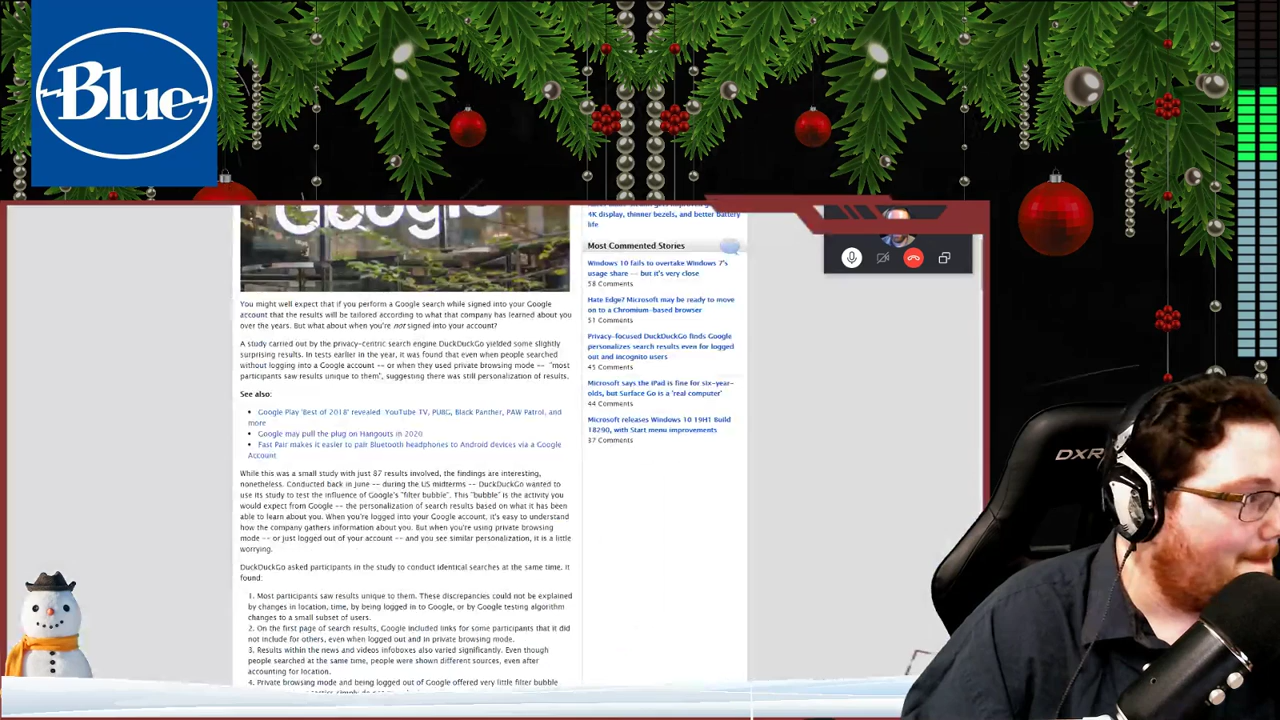 Blue
Google
4K display, thinner bezels, and better battery
life
Most Commented Stories
Windows 10 fails to overtake Windows 7's
usage share -- but it's very close
58 Comments
Hate Edge? Microsoft may be ready to move
on to a Chromium-based browser
51 Comments
Privacy-focused DuckDuckGo finds Google
personalizes search results even for logged
out and incognito users
45 Comments
Microsoft says the iPad is fine for six-year-
olds, but Surface Go is a 'real computer'
44 Comments
Microsoft releases Windows 10 19H1 Build
18290, with Start menu improvements
37 Comments
You might well expect that if you perform a Google search while signed into your Google
account that the results will be tailored according to what that company has learned about you
over the years. But what about when you're not signed into your account?
A study carried out by the privacy-centric search engine DuckDuckGo yielded some slightly
surprising results. In tests earlier in the year, it was found that even when people searched
without logging into a Google account -- or when they used private browsing mode -- "most
participants saw results unique to them", suggesting there was still personalization of results.
See also:
Google Play 'Best of 2018' revealed: YouTube TV, PUBG, Black Panther, PAW Patrol, and
more
Google may pull the plug on Hangouts in 2020
Fast Pair makes it easier to pair Bluetooth headphones to Android devices via a Google
Account
While this was a small study with just 87 results involved, the findings are interesting,
nonetheless. Conducted back in June -- during the US midterms -- DuckDuckGo wanted to
use its study to test the influence of Google's "filter bubble". This "bubble" is the activity you
would expect from Google -- the personalization of search results based on what it has been
able to learn about you. When you're logged into your Google account, it's easy to understand
how the company gathers information about you. But when you're using private browsing
mode -- or just logged out of your account -- and you see similar personalization, it is a little
worrying.
DuckDuckGo asked participants in the study to conduct identical searches at the same time, it
found:
1. Most participants saw results unique to them. These discrepancies could not be explained
by changes in location, time, by being logged in to Google, or by Google testing algorithm
changes to a small subset of users.
2. On the first page of search results, Google included links for some participants that it did
not include for others, even when logged out and in private browsing mode.
3. Results within the news and videos infoboxes also varied significantly. Even though
people searched at the same time, people were shown different sources, even after
accounting for location.
4. Private browsing mode and being logged out of Google offered very little filter bubble
DXR